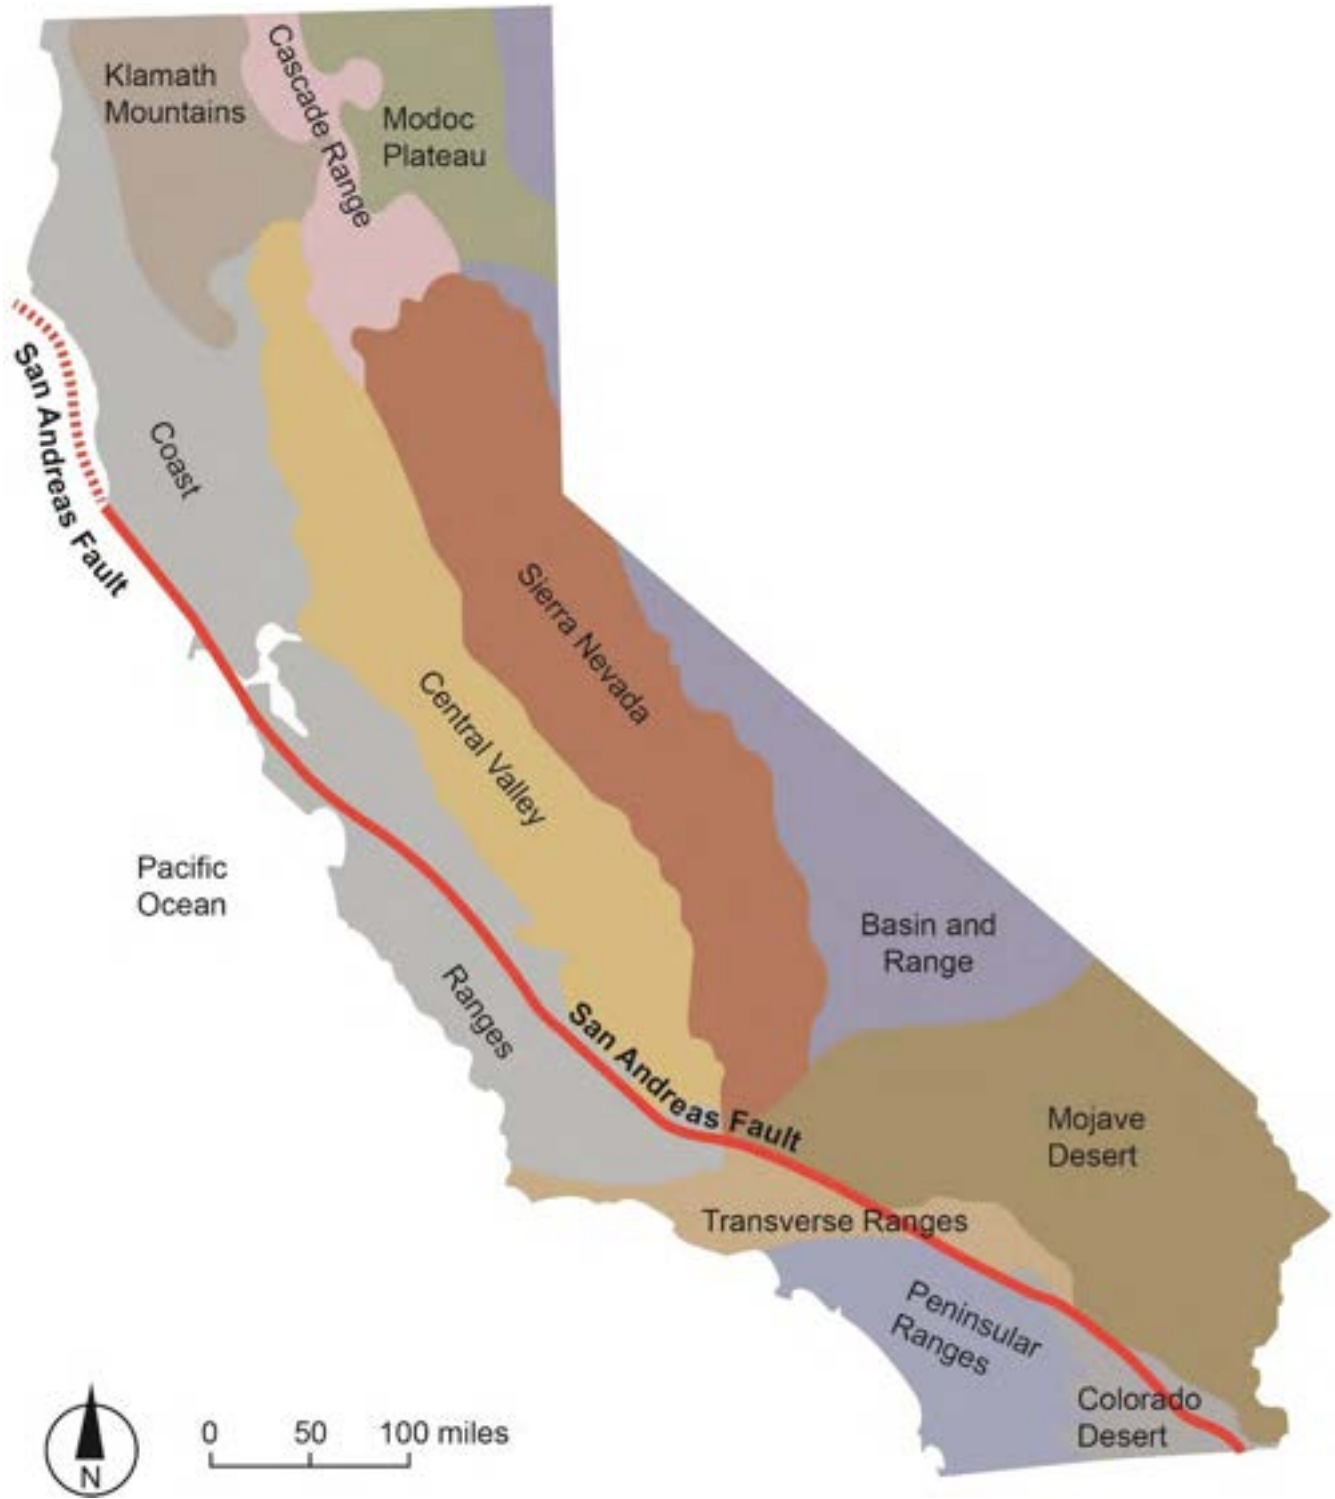 Klamath
Mountains
Cascade Range
Modoc
Plateau
San Andreas Fault
Coast
Sierra Nevada
Central Valley
Pacific
Ocean
Basin and
Range
Ranges
San Andreas Fault
Mojave
Desert
Transverse Ranges
Peninsular
Ranges
Colorado
Desert
N
0 50 100 miles